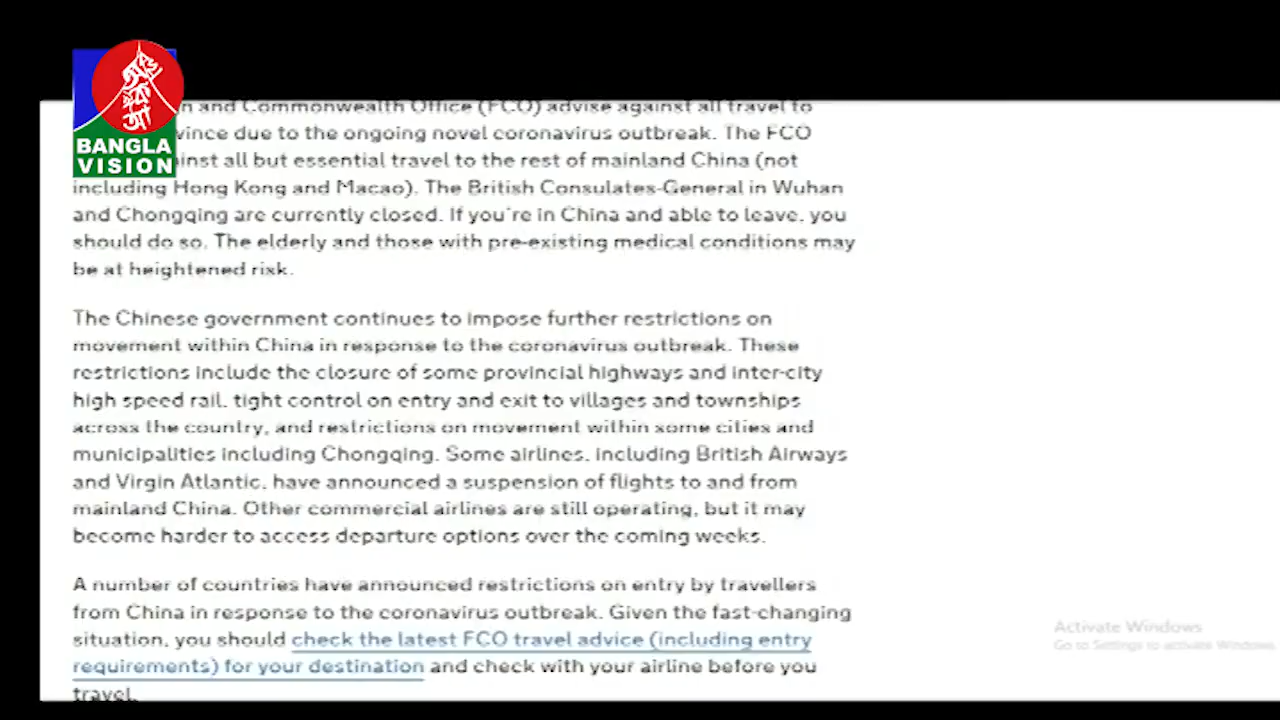 অ আ ক
BANGLA
VISION
n and Commonwealth Office (FCO) advise against all travel to
vince due to the ongoing novel coronavirus outbreak. The FCO
inst all but essential travel to the rest of mainland China (not
including Hong Kong and Macao). The British Consulates-General in Wuhan
and Chongqing are currently closed. If you're in China and able to leave, you
should do so. The elderly and those with pre-existing medical conditions may
be at heightened risk.
The Chinese government continues to impose further restrictions on
movement within China in response to the coronavirus outbreak. These
restrictions include the closure of some provincial highways and inter-city
high speed rail, tight control on entry and exit to villages and townships
across the country, and restrictions on movement within some cities and
municipalities including Chongqing. Some airlines, including British Airways
and Virgin Atlantic, have announced a suspension of flights to and from
mainland China. Other commercial airlines are still operating, but it may
become harder to access departure options over the coming weeks.
A number of countries have announced restrictions on entry by travellers
from China in response to the coronavirus outbreak. Given the fast-changing
situation, you should check the latest FCO travel advice (including entry
requirements) for your destination and check with your airline before you
travel.
Activate Windows
Go to Settings to activate Windows.